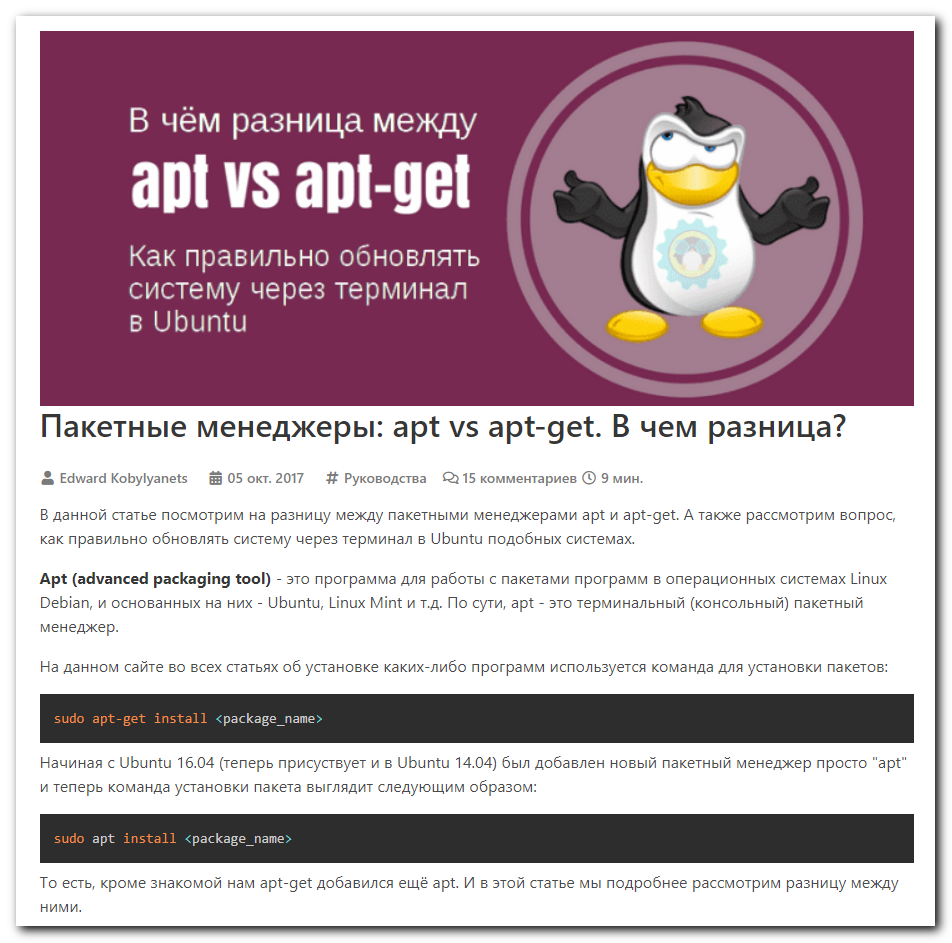 В чём разница между
apt vs apt-get
Как правильно обновлять
систему через терминал
в Ubuntu
Пакетные менеджеры: apt vs apt-get. В чем разница?
Edward Kobylyanets 05 окт. 2017 # Руководства 15 комментариев 9 мин.
В данной статье посмотрим на разницу между пакетными менеджерами apt и apt-get. А также рассмотрим вопрос,
как правильно обновлять систему через терминал в Ubuntu подобных системах.
Apt (advanced packaging tool) - это программа для работы с пакетами программ в операционных системах Linux
Debian, и основанных на них - Ubuntu, Linux Mint и т.д. По сути, apt - это терминальный (консольный) пакетный
менеджер.
На данном сайте во всех статьях об установке каких-либо программ используется команда для установки пакетов:
sudo apt-get install <package_name>
Начиная с Ubuntu 16.04 (теперь присуствует и в Ubuntu 14.04) был добавлен новый пакетный менеджер просто "apt"
и теперь команда установки пакета выглядит следующим образом:
sudo apt install <package_name>
То есть, кроме знакомой нам apt-get добавился ещё apt. И в этой статье мы подробнее рассмотрим разницу между
ними.